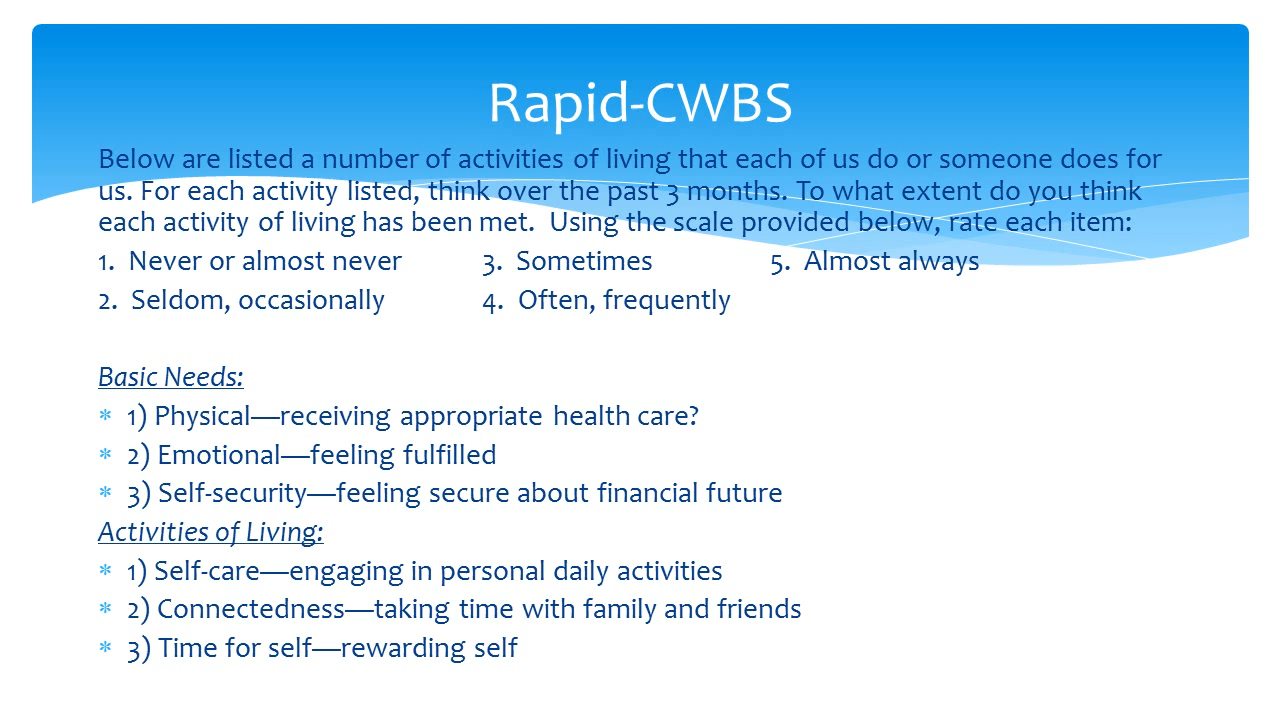 Rapid-CWBS
Below are listed a number of activities of living that each of us do or someone does for
us. For each activity listed, think over the past 3 months. To what extent do you think
each activity of living has been met. Using the scale provided below, rate each item:
1. Never or almost never 3. Sometimes 5. Almost always
2. Seldom, occasionally 4. Often, frequently
Basic Needs:
* 1) Physical—receiving appropriate health care?
* 2) Emotional—feeling fulfilled
* 3) Self-security—feeling secure about financial future
Activities of Living:
* 1) Self-care—engaging in personal daily activities
* 2) Connectedness—taking time with family and friends
* 3) Time for self—rewarding self